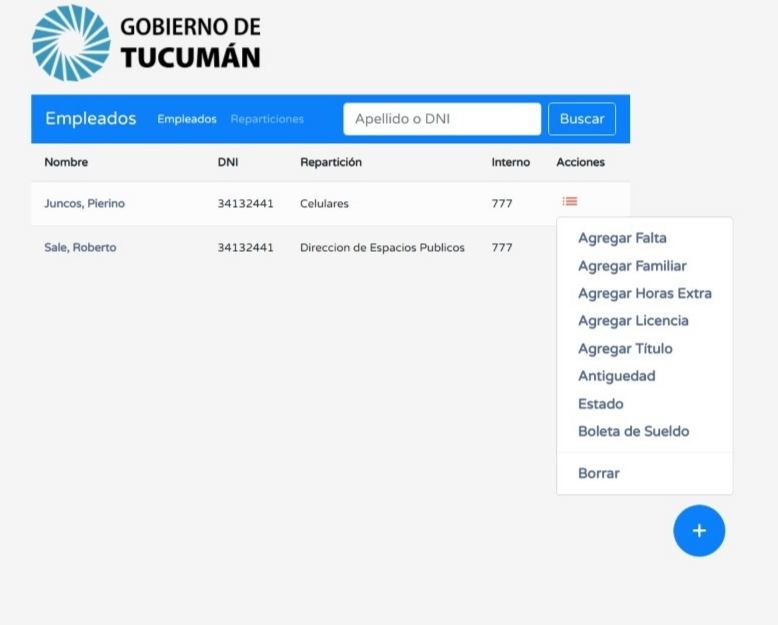 GOBIERNO DE
TUCUMÁN
Empleados Empleados Reparticiones Apellido o DNI Buscar
Nombre DNI Repartición Interno Acciones
Juncos, Pierino 34132441 Celulares 777
Sale, Roberto 34132441 Direccion de Espacios Publicos 777
Agregar Falta
Agregar Familiar
Agregar Horas Extra
Agregar Licencia
Agregar Título
Antiguedad
Estado
Boleta de Sueldo
Borrar
+